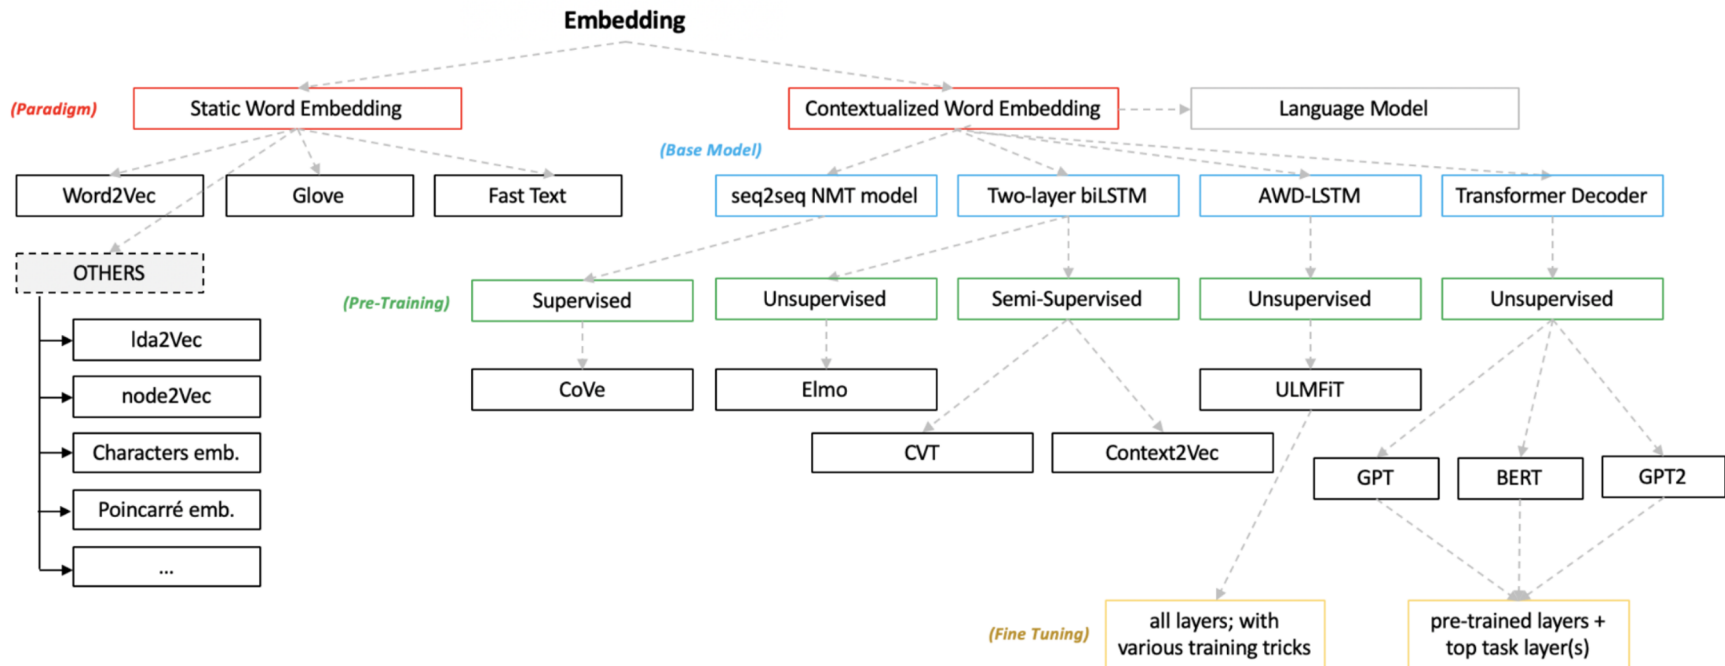 Embedding
(Paradigm)
Static Word Embedding
Contextualized Word Embedding
Language Model
(Base Model)
Word2Vec
Glove
Fast Text
seq2seq NMT model
Two-layer biLSTM
AWD-LSTM
Transformer Decoder
OTHERS
(Pre-Training)
Supervised
Unsupervised
Semi-Supervised
Unsupervised
Unsupervised
lda2Vec
node2Vec
Characters emb.
Poincarré emb.
...
CoVe
Elmo
ULMFiT
CVT
Context2Vec
GPT
BERT
GPT2
(Fine Tuning)
all layers; with
various training tricks
pre-trained layers +
top task layer(s)